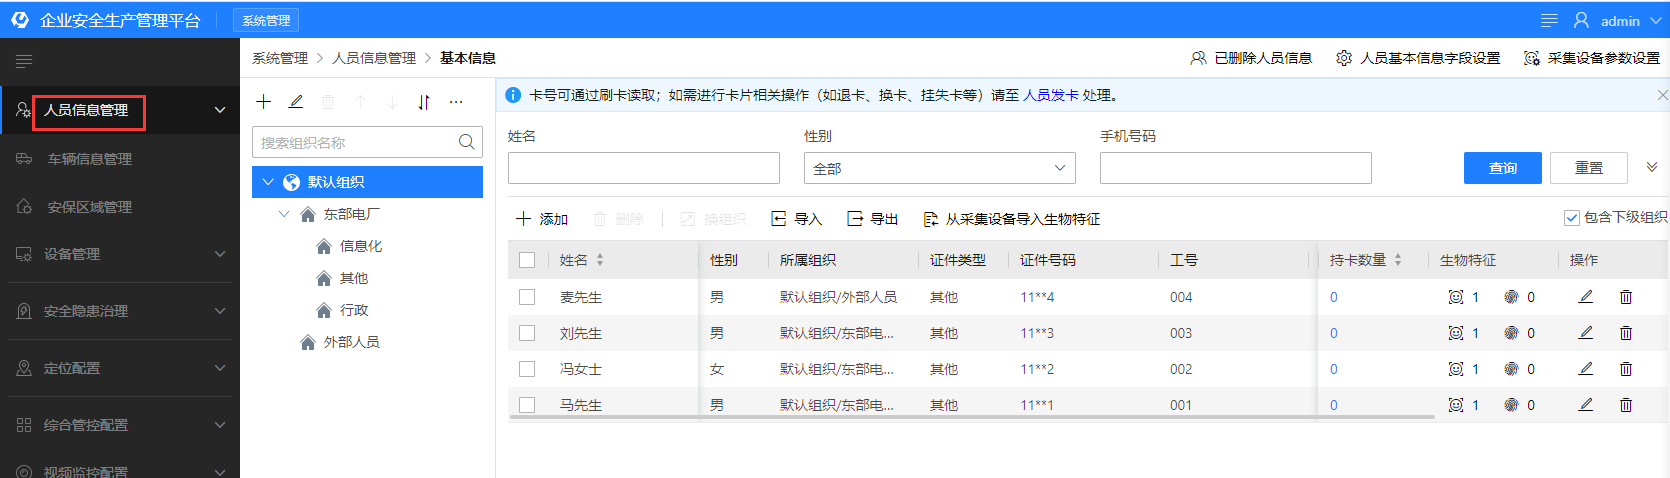 企业安全生产管理平台 系统管理 admin
人员信息管理
车辆信息管理
安保区域管理
设备管理
安全隐患治理
定位配置
综合管控配置
视频监控配置
系统管理 > 人员信息管理 > 基本信息 已删除人员信息 人员基本信息字段设置 采集设备参数设置
搜索组织名称
默认组织
东部电厂
信息化
其他
行政
外部人员
卡号可通过刷卡读取；如需进行卡片相关操作（如退卡、换卡、挂失卡等）请至 人员发卡 处理。
姓名 性别 手机号码
全部 查询 重置
添加 删除 换组织 导入 导出 从采集设备导入生物特征 包含下级组织
姓名 性别 所属组织 证件类型 证件号码 工号 持卡数量 生物特征 操作
麦先生 男 默认组织/外部人员 其他 11**4 004 0 1 0
刘先生 男 默认组织/东部电... 其他 11**3 003 0 1 0
冯女士 女 默认组织/东部电... 其他 11**2 002 0 1 0
马先生 男 默认组织/东部电... 其他 11**1 001 0 1 0